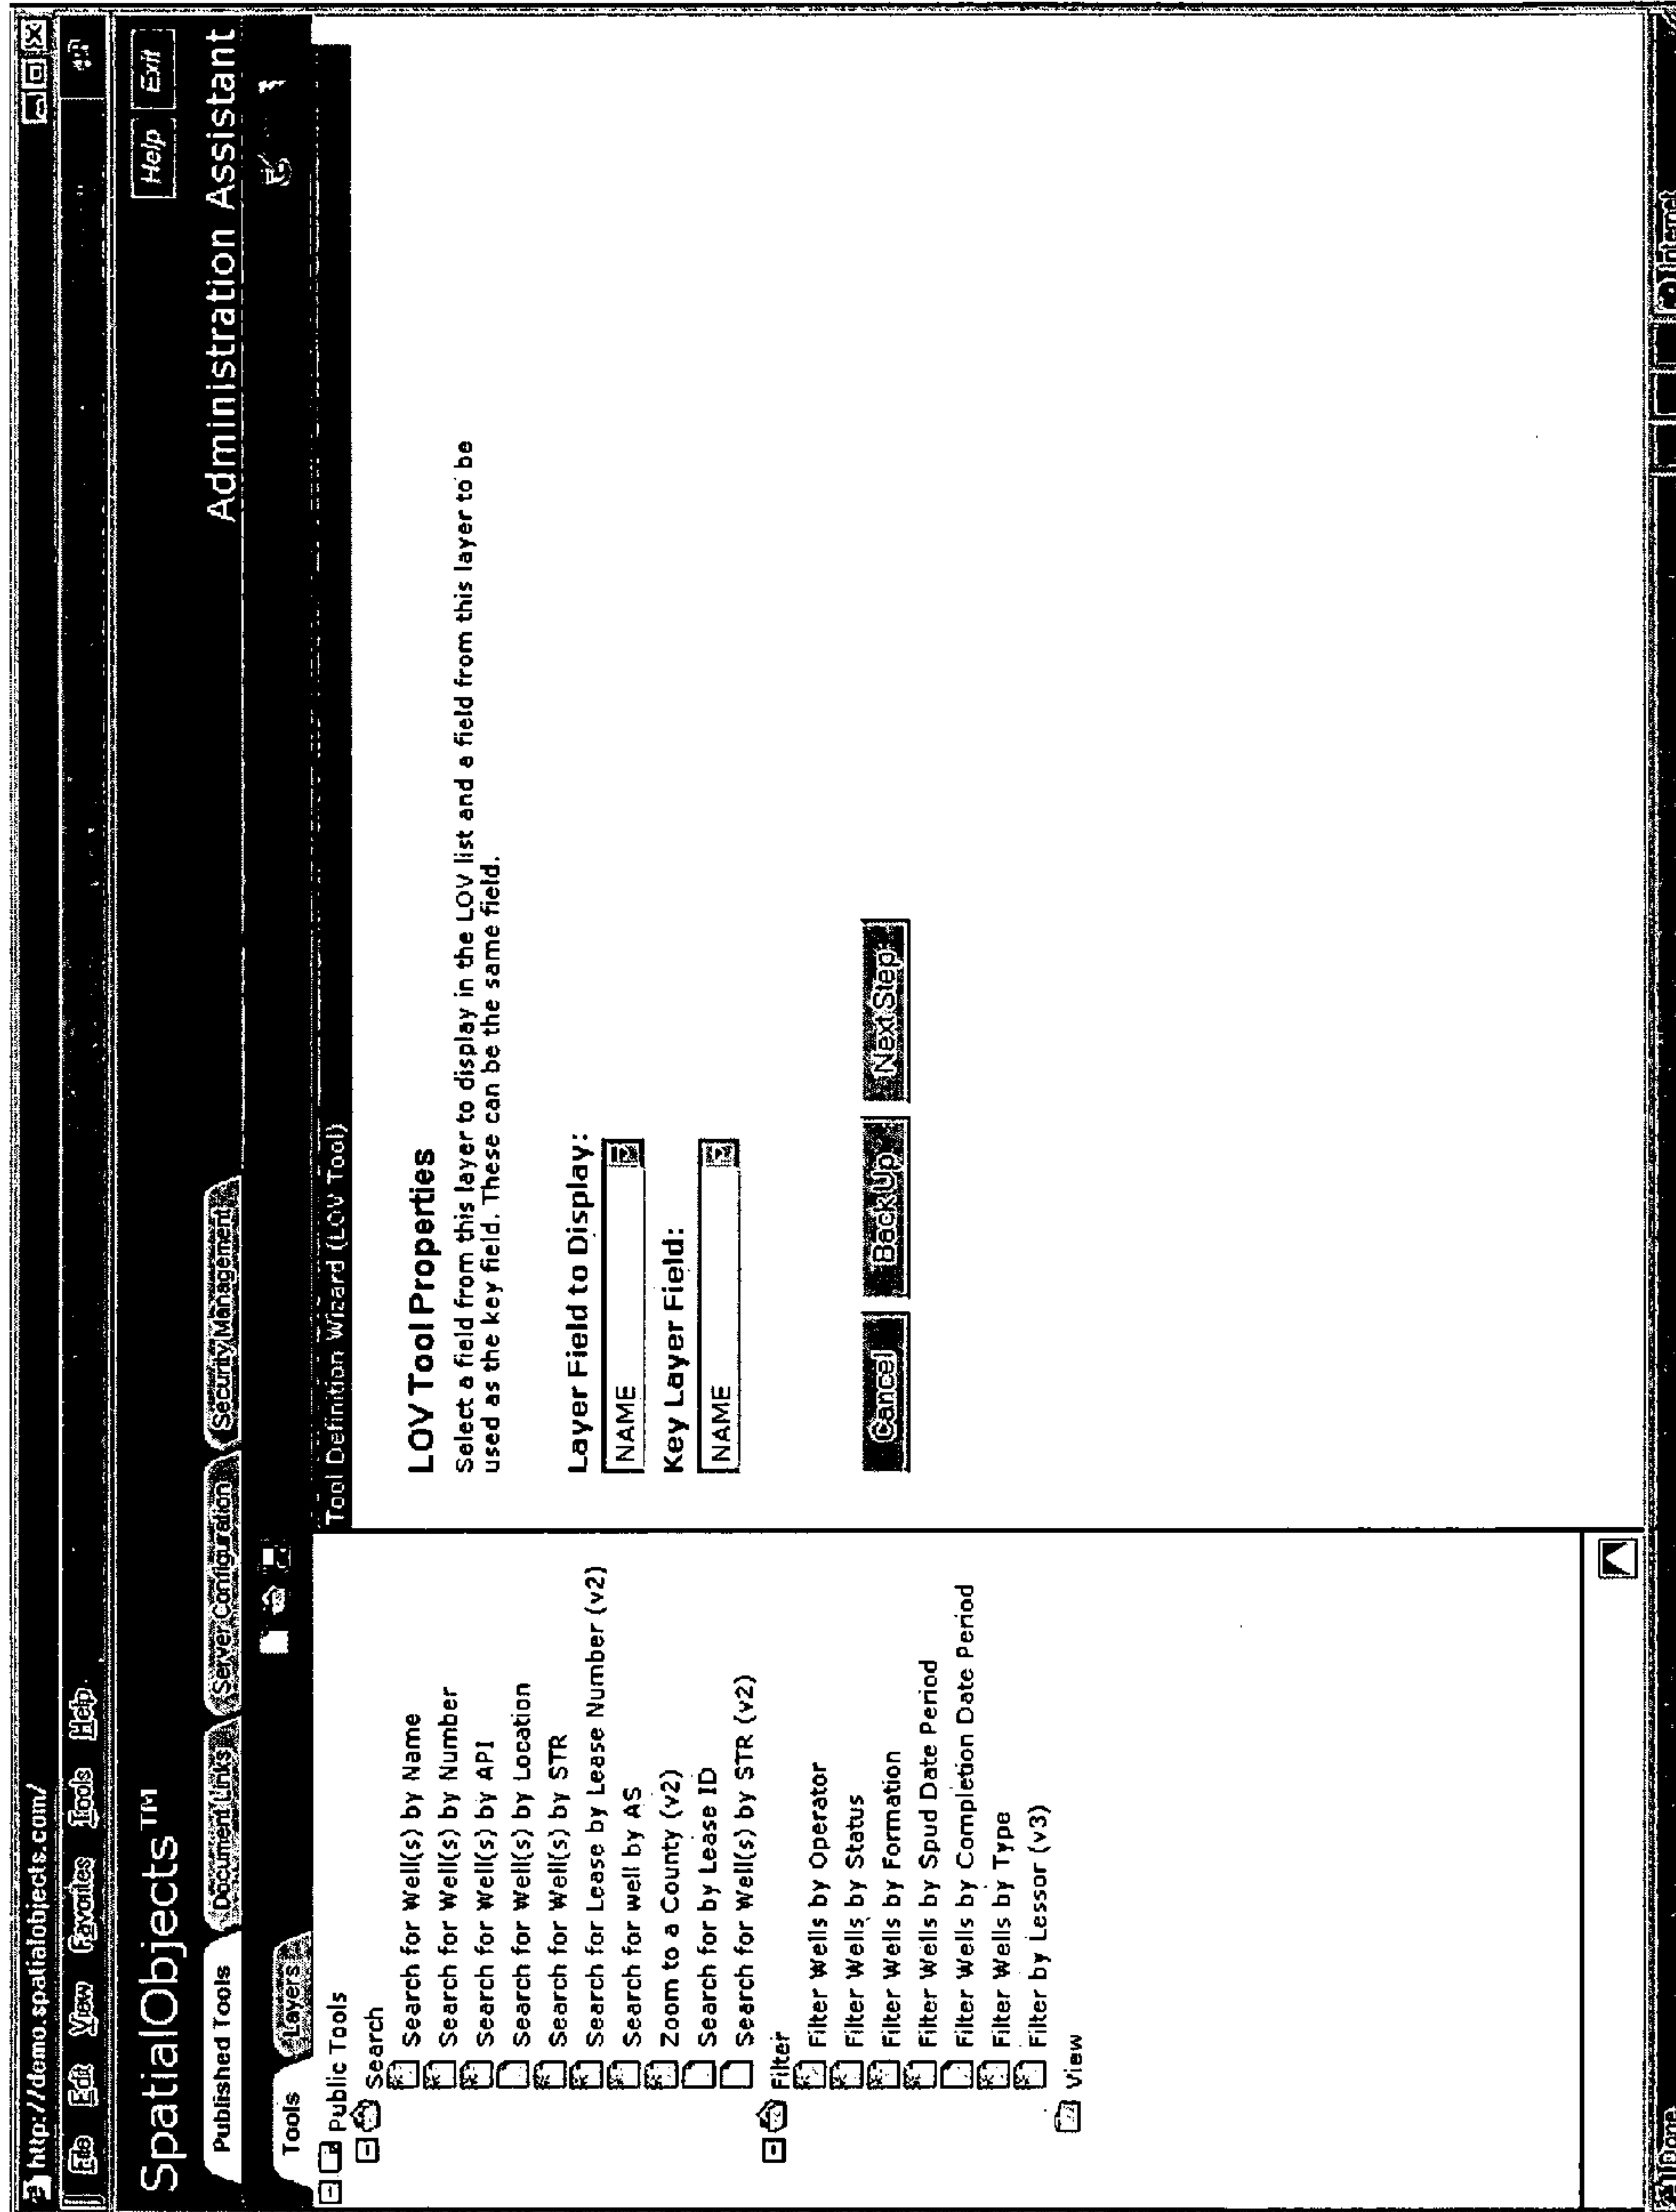 http://demo.spatialobjects.com/
File Edit View Favorites Tools Help
SpatialObjects™
Help Exit
Administration Assistant
Published Tools Document Links Server Configuration Security Management
Tools Layers
Public Tools
Search
Search for Well(s) by Name
Search for Well(s) by Number
Search for Well(s) by API
Search for Well(s) by Location
Search for Well(s) by STR
Search for Lease by Lease Number (v2)
Search for well by AS
Zoom to a County (v2)
Search for by Lease ID
Search for Well(s) by STR (v2)
Filter
Filter Wells by Operator
Filter Wells by Status
Filter Wells by Formation
Filter Wells by Spud Date Period
Filter Wells by Completion Date Period
Filter Wells by Type
Filter by Lessor (v3)
View
Tool Definition Wizard (LOV Tool)
LOV Tool Properties
Select a field from this layer to display in the LOV list and a field from this layer to be
used as the key field. These can be the same field.
Layer Field to Display:
NAME
Key Layer Field:
NAME
Cancel BackUp Next Step
Done Internet